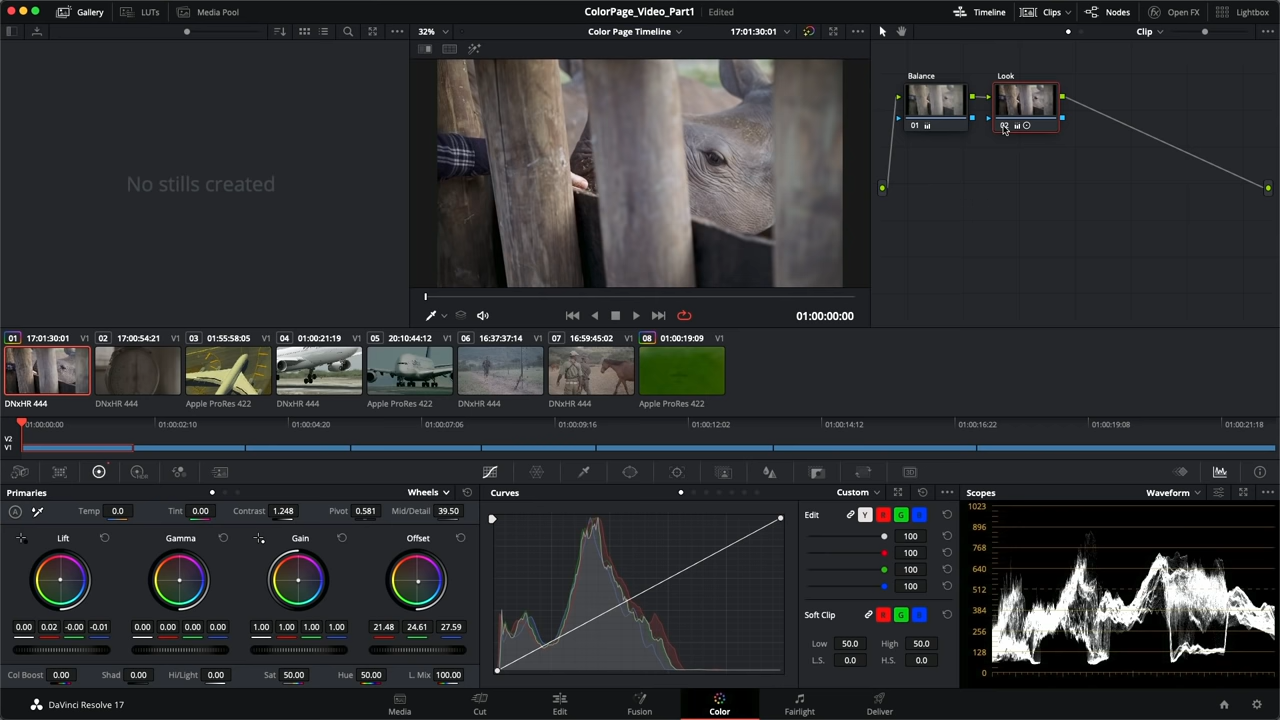 Gallery LUTs Media Pool ColorPage_Video_Part1 Edited Timeline Clips Nodes Open FX Lightbox
32% Color Page Timeline 17:01:30:01 Clip
No stills created
Balance Look
01 02
01:00:00:00
01 17:01:30:01 V1 02 17:00:54:21 V1 03 01:55:58:05 V1 04 01:00:21:19 V1 05 20:10:44:12 V1 06 16:37:37:14 V1 07 16:59:45:02 V1 08 01:00:19:09 V1
DNxHR 444 DNxHR 444 Apple ProRes 422 DNxHR 444 Apple ProRes 422 DNxHR 444 DNxHR 444 Apple ProRes 422
01:00:00:00 01:00:02:10 01:00:04:20 01:00:07:06 01:00:09:16 01:00:12:02 01:00:14:12 01:00:16:22 01:00:19:08 01:00:21:18
V2
V1
Primaries Wheels Curves Custom Scopes Waveform
Temp 0.0 Tint 0.00 Contrast 1.248 Pivot 0.581 Mid/Detail 39.50
Lift Gamma Gain Offset
0.00 0.02 -0.00 -0.01 0.00 0.00 0.00 0.00 1.00 1.00 1.00 1.00 21.48 24.61 27.59
Col Boost 0.00 Shad 0.00 Hi/Light 0.00 Sat 50.00 Hue 50.00 L. Mix 100.00
Edit Y R G B
100
100
100
100
Soft Clip R G B
Low 50.0 High 50.0
L.S. 0.0 H.S. 0.0
1023
896
768
640
512
384
256
128
0
DaVinci Resolve 17 Media Cut Edit Fusion Color Fairlight Deliver